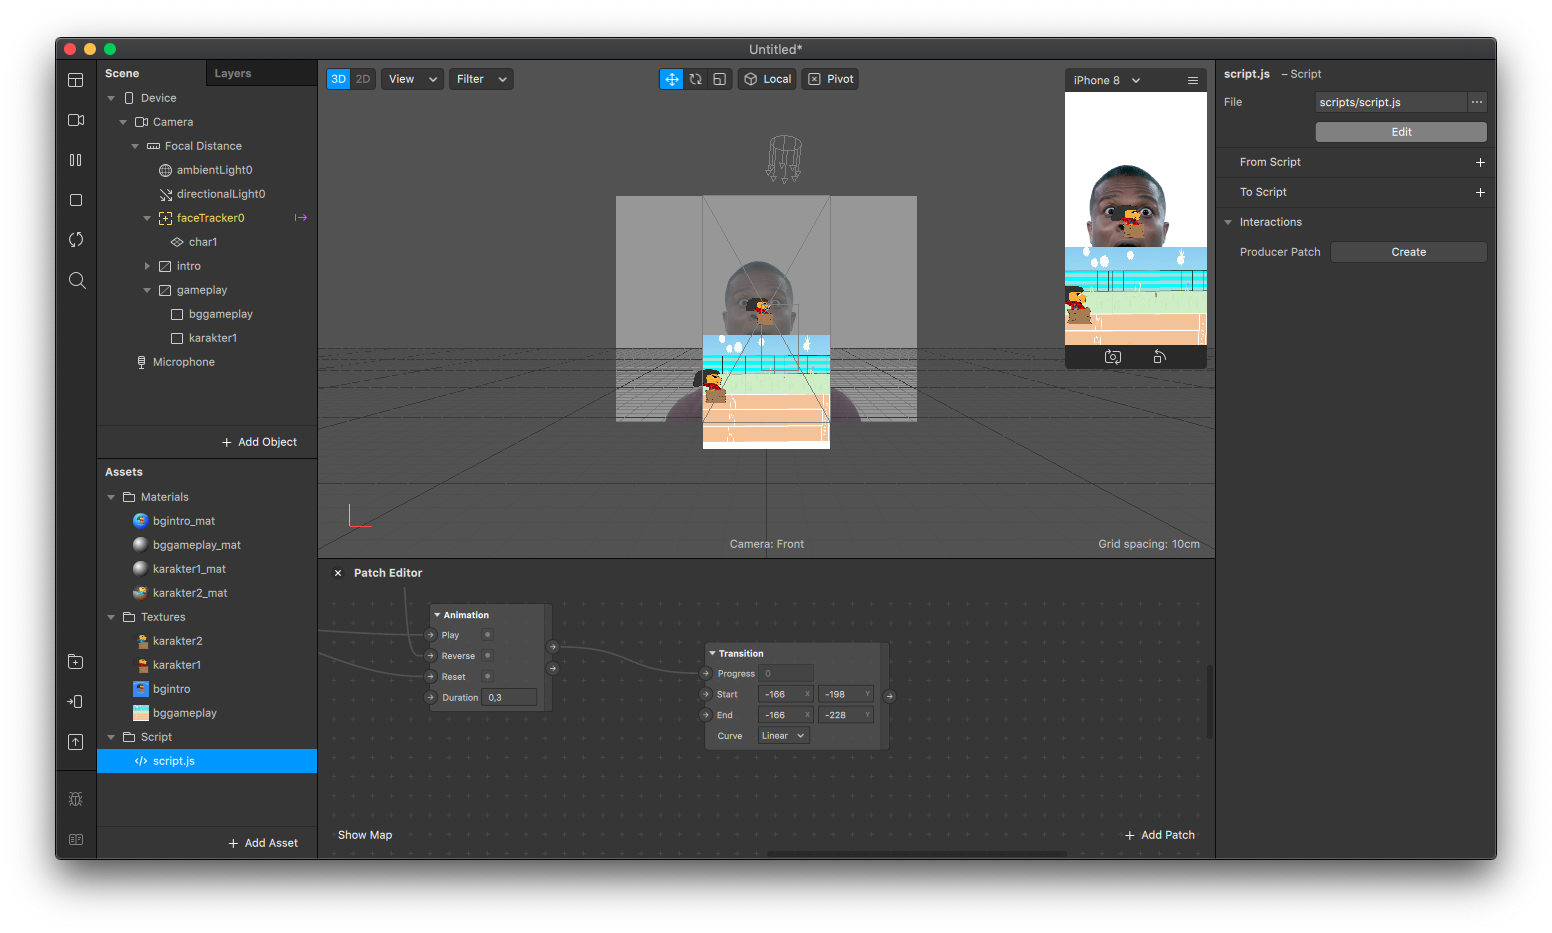 Untitled*
Scene
Layers
Device
Camera
Focal Distance
ambientLight0
directionalLight0
faceTracker0
char1
intro
gameplay
bggameplay
karakter1
Microphone
+ Add Object
Assets
Materials
bgintro_mat
bggameplay_mat
karakter1_mat
karakter2_mat
Textures
karakter2
karakter1
bgintro
bggameplay
Script
script.js
+ Add Asset
3D 2D View Filter
Local Pivot
iPhone 8
Camera: Front
Grid spacing: 10cm
Patch Editor
Animation
Play
Reverse
Reset
Duration 0,3
Transition
Progress 0
Start -166 X -198 Y
End -166 X -228 Y
Curve Linear
Show Map
+ Add Patch
script.js – Script
File scripts/script.js ...
Edit
From Script +
To Script +
Interactions
Producer Patch Create